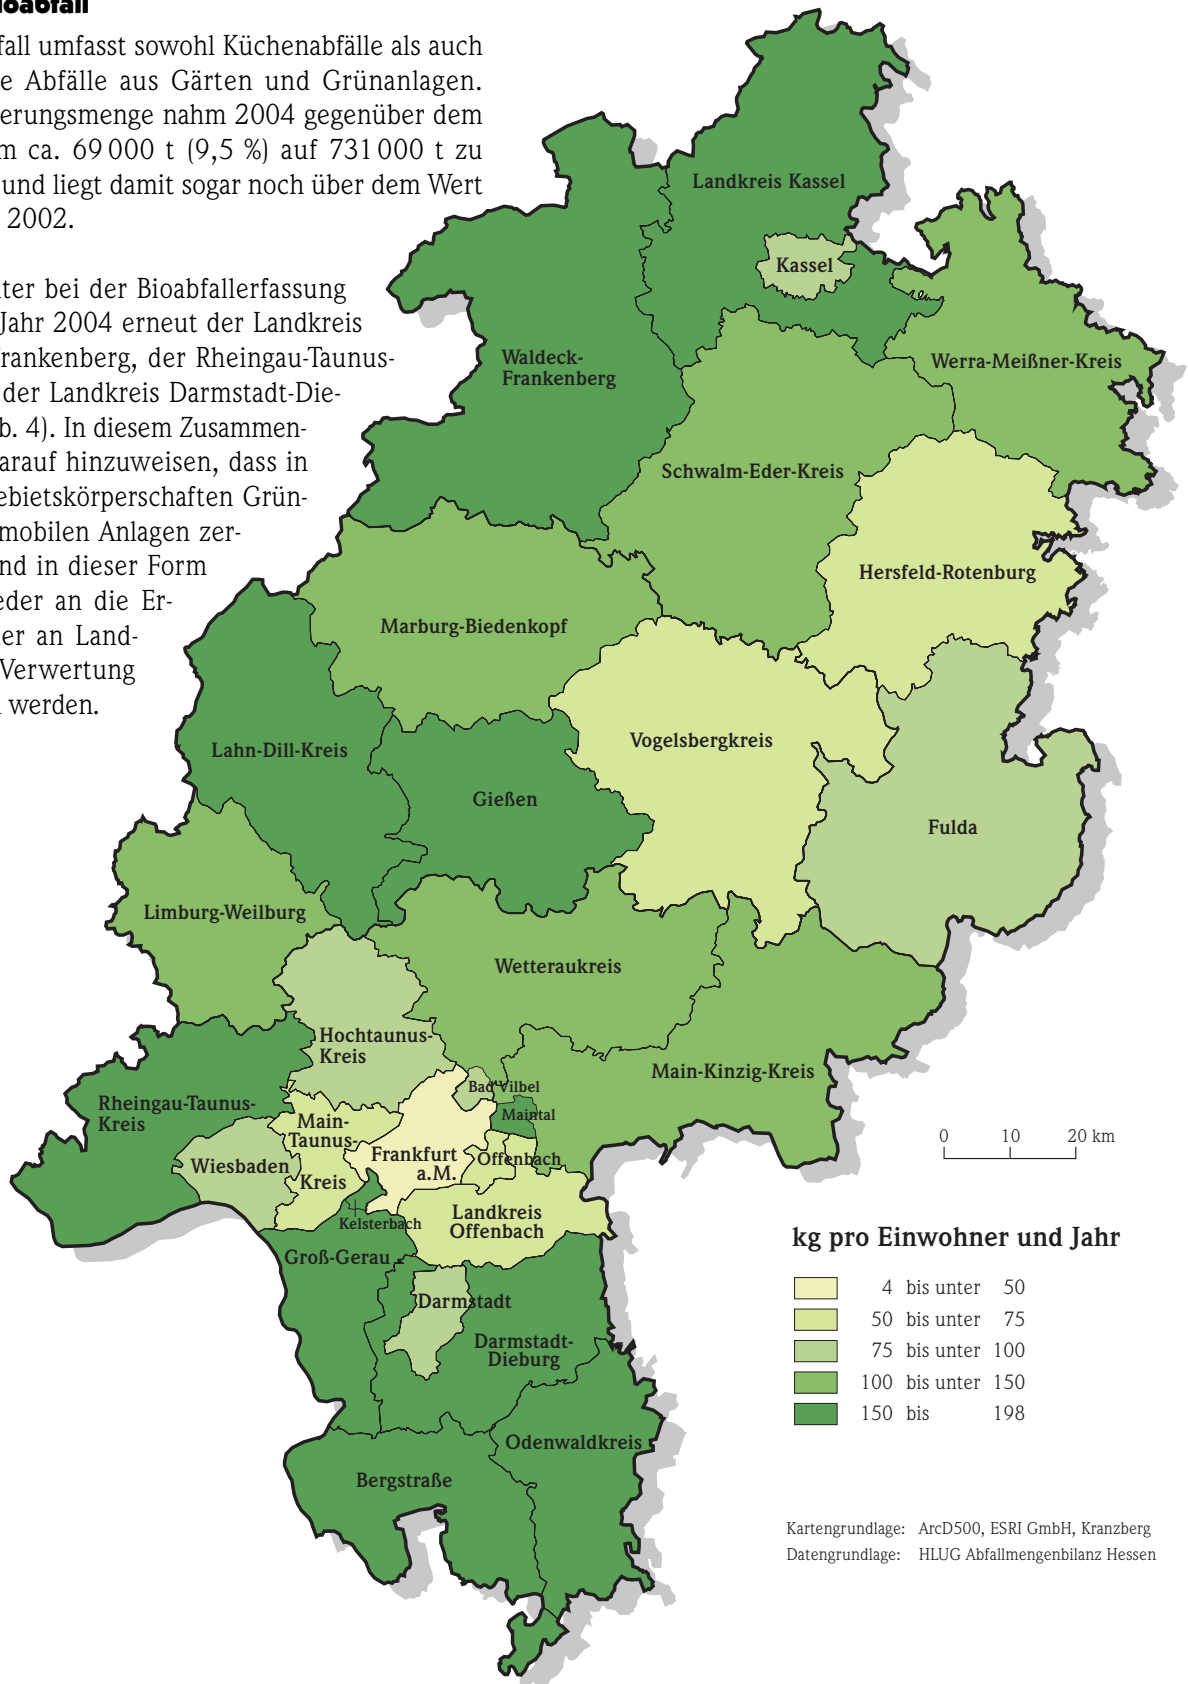 ioabfall
fall umfasst sowohl Küchenabfälle als auch
e Abfälle aus Gärten und Grünanlagen.
erungsmenge nahm 2004 gegenüber dem
m ca. 69 000 t (9,5 %) auf 731 000 t zu
und liegt damit sogar noch über dem Wert
2002.
ter bei der Bioabfallerfassung
Jahr 2004 erneut der Landkreis
rankenberg, der Rheingau-Taunus-
der Landkreis Darmstadt-Die-
b. 4). In diesem Zusammen-
arauf hinzuweisen, dass in
ebietskörperschaften Grün-
mobilen Anlagen zer-
nd in dieser Form
eder an die Er-
er an Land-
Verwertung
werden.
Landkreis Kassel
Kassel
Waldeck-
Frankenberg
Werra-Meißner-Kreis
Schwalm-Eder-Kreis
Hersfeld-Rotenburg
Marburg-Biedenkopf
Lahn-Dill-Kreis
Vogelsbergkreis
Gießen
Fulda
Limburg-Weilburg
Wetteraukreis
Hochtaunus-
Kreis
Main-Kinzig-Kreis
Bad Vilbel
Maintal
Rheingau-Taunus-
Kreis
Main-
Taunus-
Kreis
Frankfurt
a.M.
Offenbach
Wiesbaden
Kelsterbach
Landkreis
Offenbach
Groß-Gerau
Darmstadt
Darmstadt-
Dieburg
Odenwaldkreis
Bergstraße
0 10 20 km
kg pro Einwohner und Jahr
4 bis unter 50
50 bis unter 75
75 bis unter 100
100 bis unter 150
150 bis 198
Kartengrundlage: ArcD500, ESRI GmbH, Kranzberg
Datengrundlage: HLUG Abfallmengenbilanz Hessen